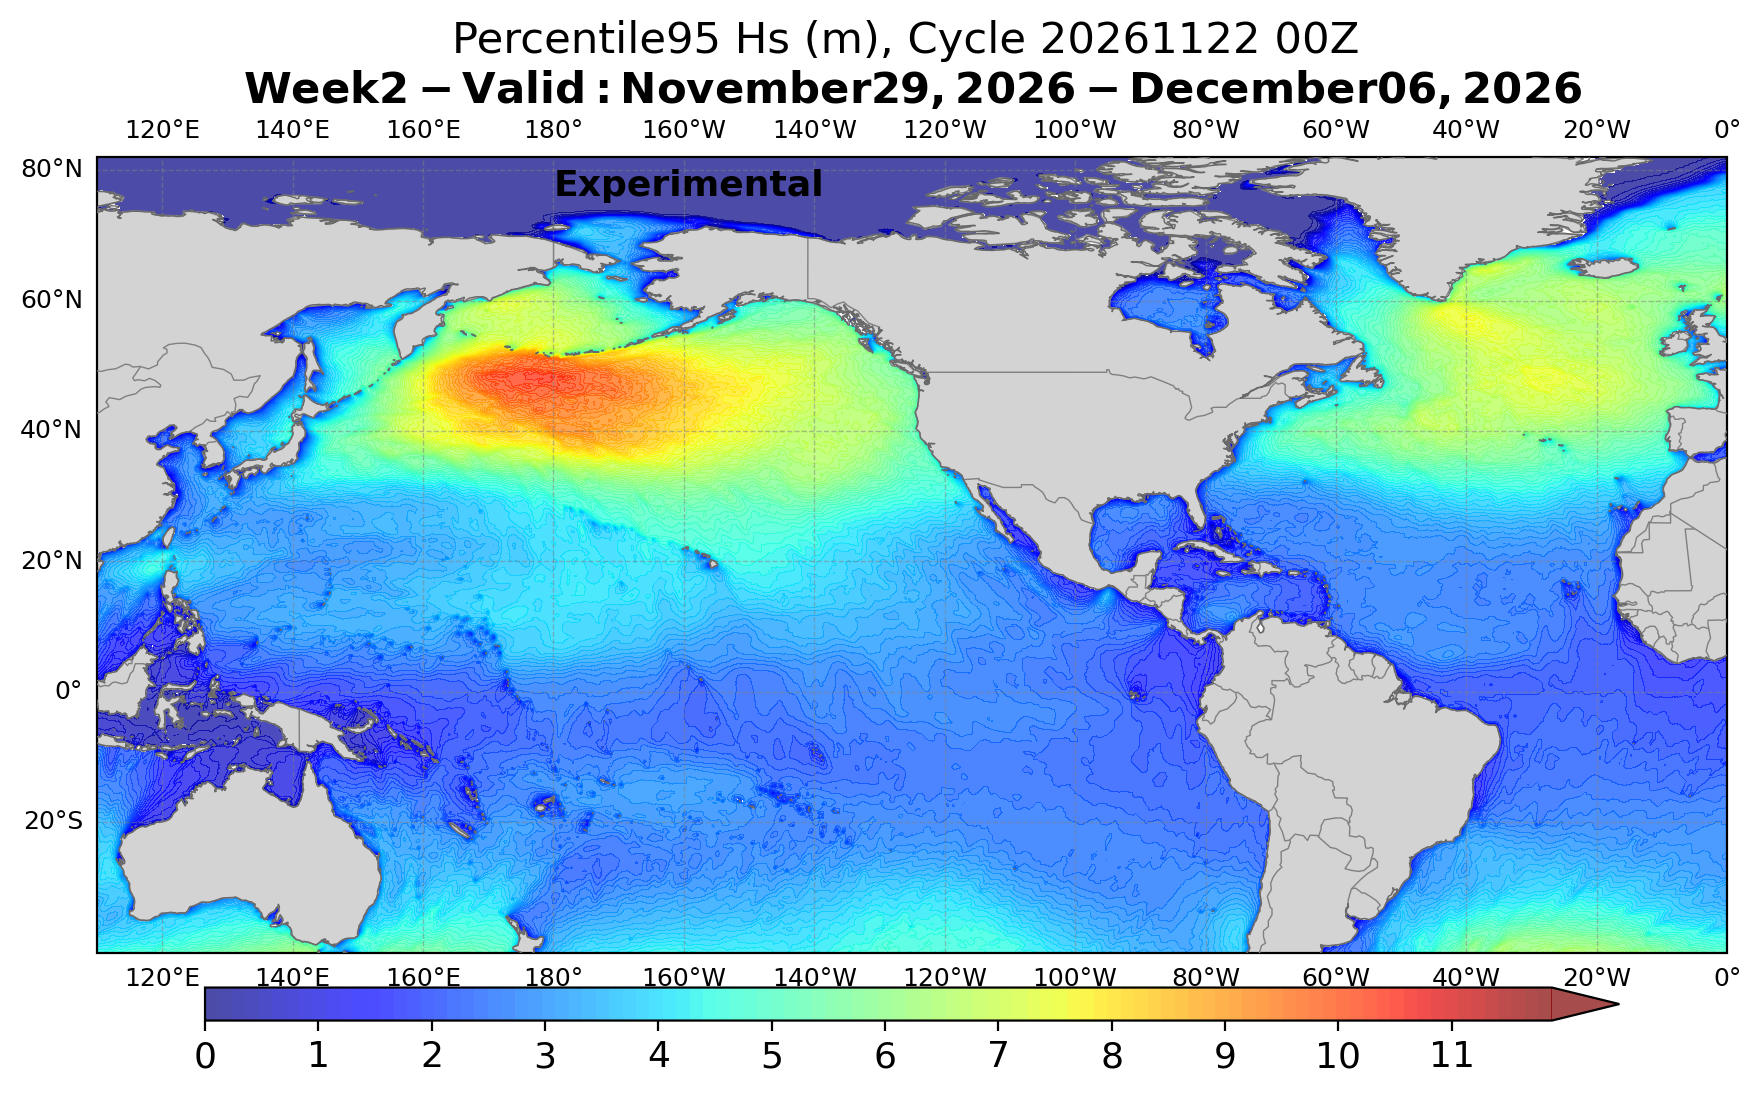 Percentile95 Hs (m), Cycle 20261122 00Z
Week2 − Valid : November29, 2026 − December06, 2026
120°E 140°E 160°E 180° 160°W 140°W 120°W 100°W 80°W 60°W 40°W 20°W 0°
80°N
Experimental
60°N
40°N
20°N
0°
20°S
120°E 140°E 160°E 180° 160°W 140°W 120°W 100°W 80°W 60°W 40°W 20°W 0°
0 1 2 3 4 5 6 7 8 9 10 11